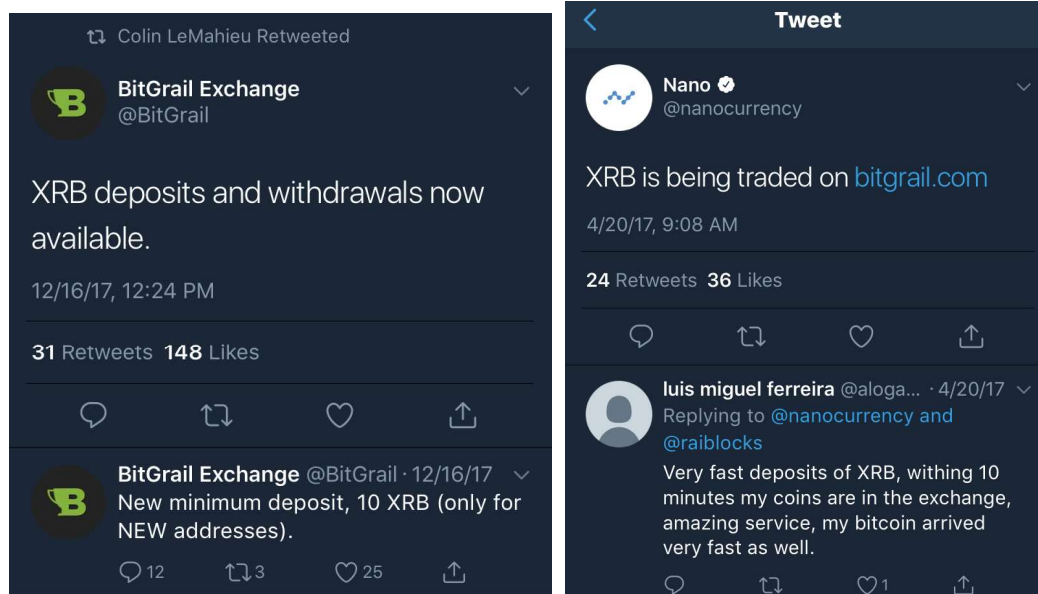 Colin LeMahieu Retweeted
BitGrail Exchange
@BitGrail
XRB deposits and withdrawals now
available.
12/16/17, 12:24 PM
31 Retweets 148 Likes
BitGrail Exchange @BitGrail · 12/16/17
New minimum deposit, 10 XRB (only for
NEW addresses).
12 3 25
Tweet
Nano
@nanocurrency
XRB is being traded on bitgrail.com
4/20/17, 9:08 AM
24 Retweets 36 Likes
luis miguel ferreira @aloga... · 4/20/17
Replying to @nanocurrency and
@raiblocks
Very fast deposits of XRB, withing 10
minutes my coins are in the exchange,
amazing service, my bitcoin arrived
very fast as well.
1